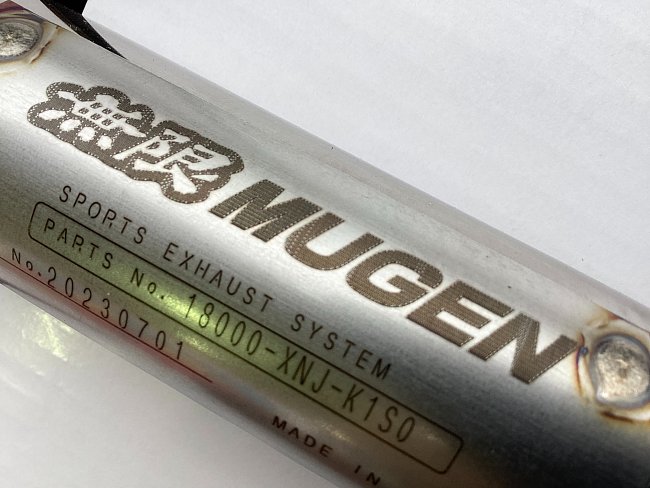 無限 MUGEN
SPORTS EXHAUST SYSTEM
PARTS No. 18000-XNJ-K1S0
No.20230701
MADE IN